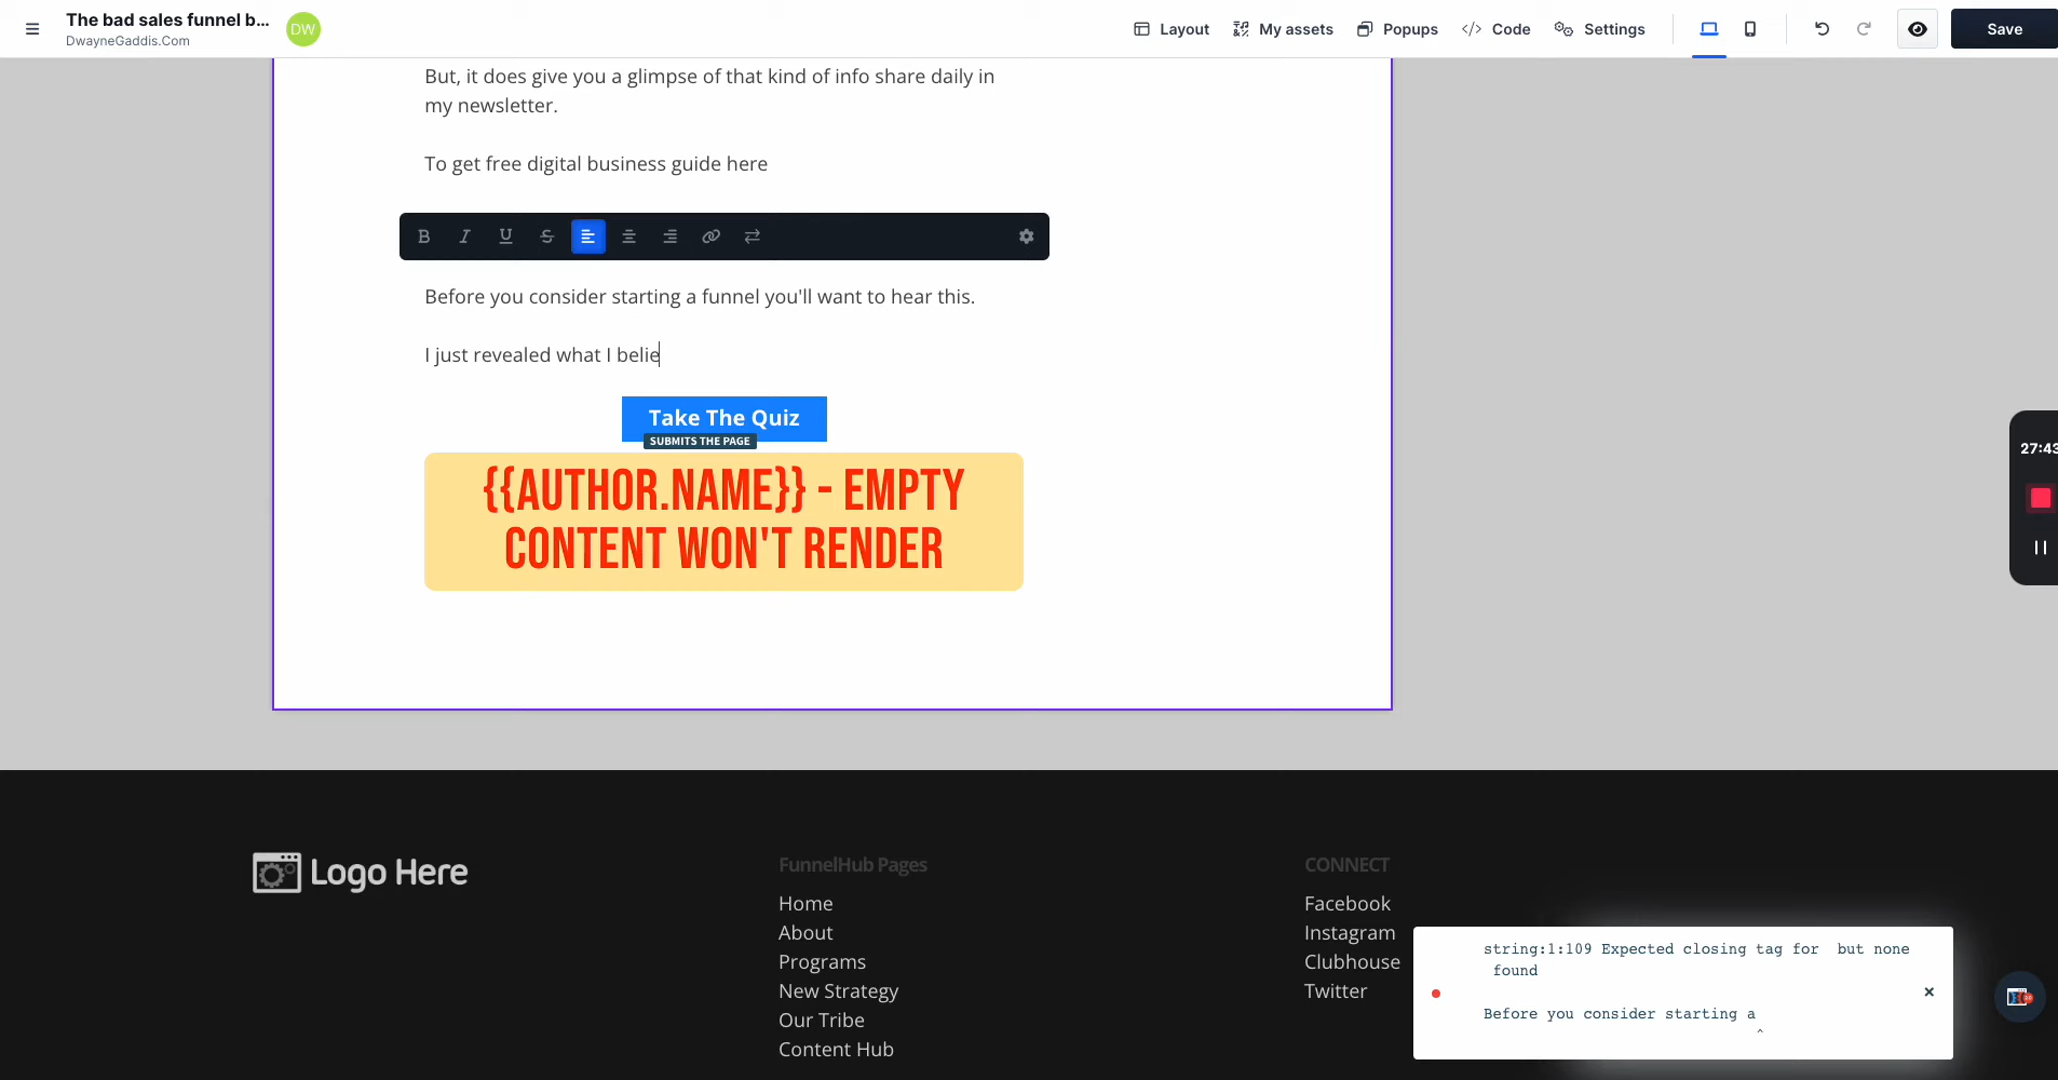 The bad sales funnel b...
DwayneGaddis.Com
DW
Layout
My assets
Popups
Code
Settings
Save
But, it does give you a glimpse of that kind of info share daily in
my newsletter.
To get free digital business guide here
B I U S
Before you consider starting a funnel you'll want to hear this.
I just revealed what I belie
Take The Quiz
SUBMITS THE PAGE
{{AUTHOR.NAME}} - EMPTY
CONTENT WON'T RENDER
27:43
Logo Here
FunnelHub Pages
Home
About
Programs
New Strategy
Our Tribe
Content Hub
CONNECT
Facebook
Instagram
Clubhouse
Twitter
string:1:109 Expected closing tag for  but none
found
Before you consider starting a
^